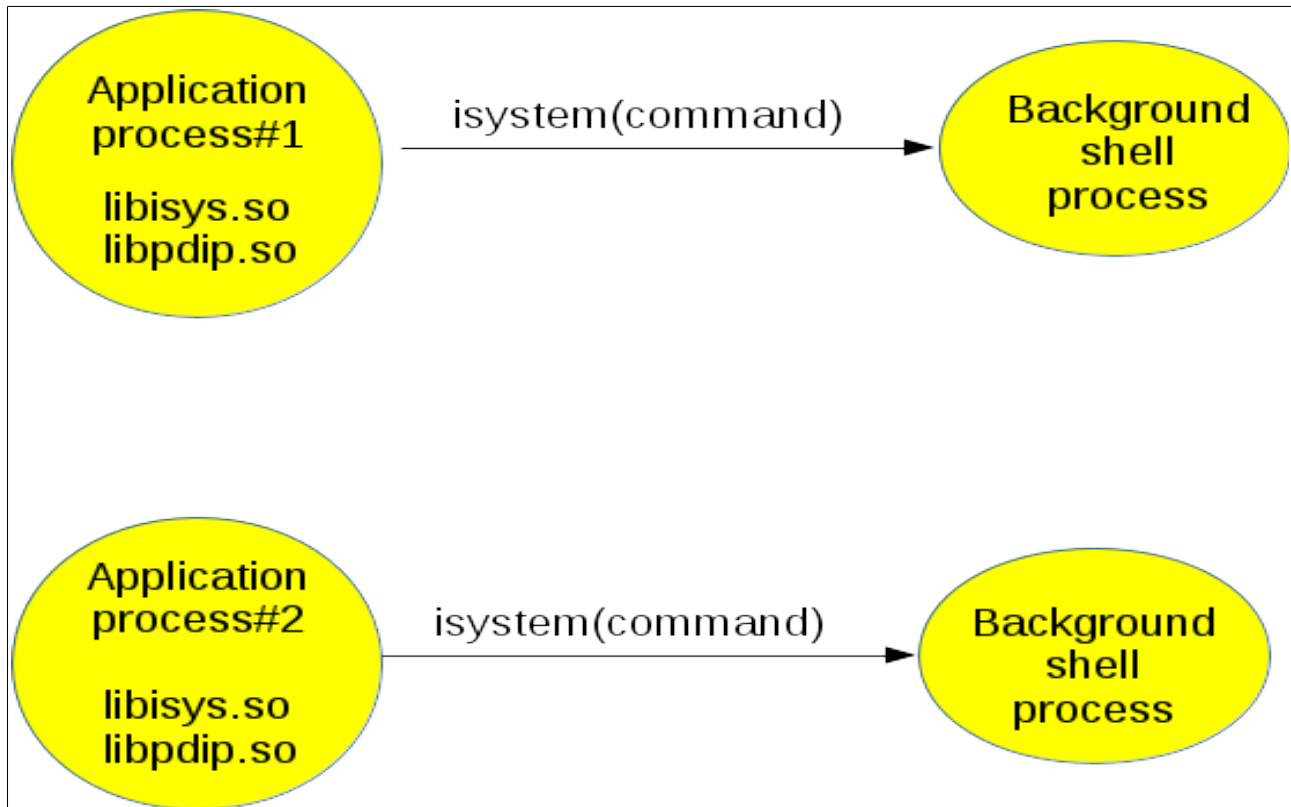 Application
process#1
libisys.so
libpdip.so
isystem(command)
Background
shell
process
Application
process#2
libisys.so
libpdip.so
isystem(command)
Background
shell
process